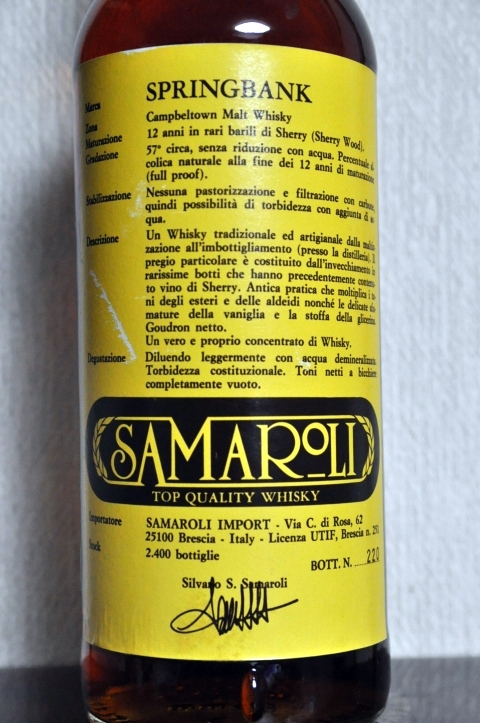 Marca SPRINGBANK
Zona Campbeltown Malt Whisky
Maturazione 12 anni in rari barili di Sherry (Sherry Wood).
Gradazione 57° circa, senza riduzione con acqua. Percentuale
colica naturale alla fine dei 12 anni di maturazione
(full proof).
Stabilizzazione Nessuna pastorizzazione e filtrazione con carbone,
quindi possibilità di torbidezza con aggiunta di
qua.
Descrizione Un Whisky tradizionale ed artigianale dalla
zazione all'imbottigliamento (presso la distilleria). Il
pregio particolare è costituito dall'invecchiamento in
rarissime botti che hanno precedentemente
to vino di Sherry. Antica pratica che moltiplica i
ni degli esteri e delle aldeidi nonché le delicate
mature della vaniglia e la stoffa della glicerina.
Goudron netto.
Un vero e proprio concentrato di Whisky.
Degustazione Diluendo leggermente con acqua demineralizzata.
Torbidezza costituzionale. Toni netti a bicchiere
completamente vuoto.
SAMAROLI
TOP QUALITY WHISKY
Importatore SAMAROLI IMPORT - Via C. di Rosa, 62
25100 Brescia - Italy - Licenza UTIF, Brescia n. 251
Stock 2.400 bottiglie
BOTT. N. 220
Silvano S. Samaroli